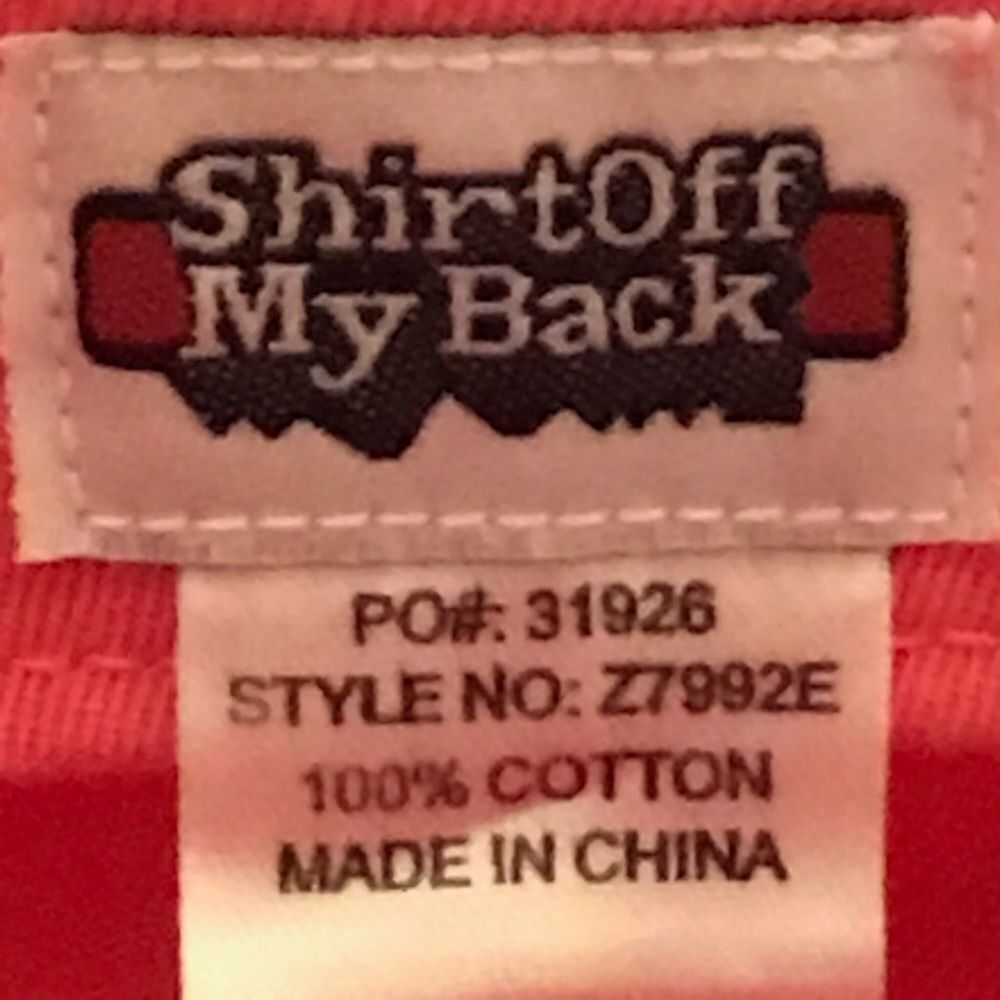 ShirtOff
My Back
PO#: 31926
STYLE NO: Z7992E
100% COTTON
MADE IN CHINA